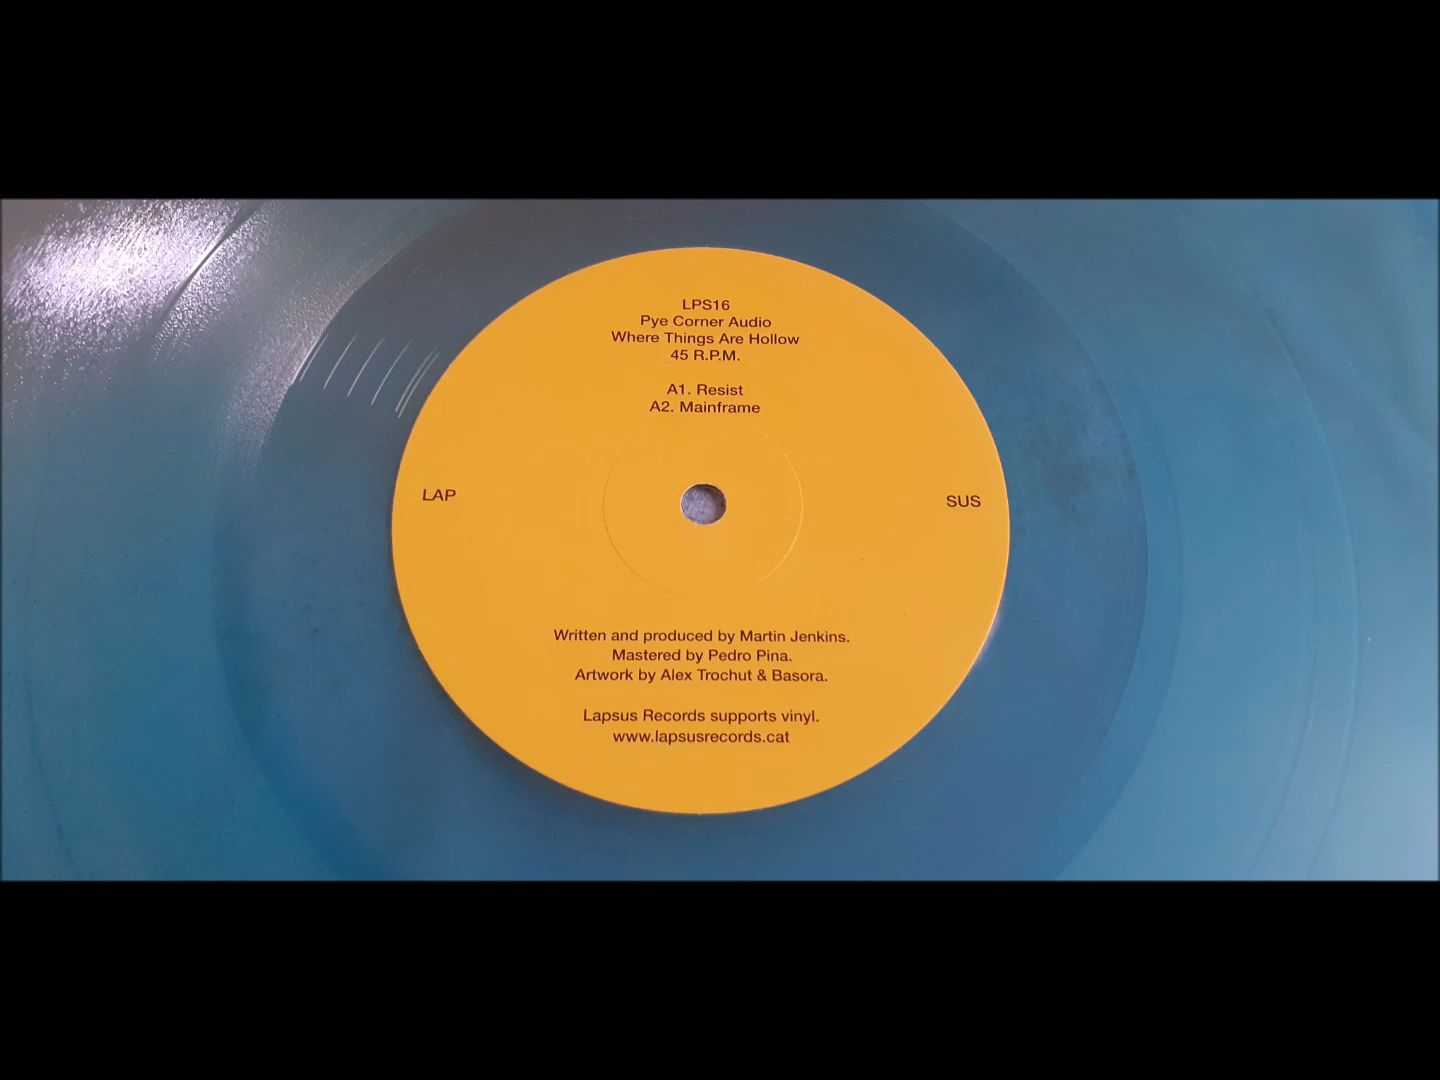 LPS16
Pye Corner Audio
Where Things Are Hollow
45 R.P.M.
A1. Resist
A2. Mainframe
LAP
SUS
Written and produced by Martin Jenkins.
Mastered by Pedro Pina.
Artwork by Alex Trochut & Basora.
Lapsus Records supports vinyl.
www.lapsusrecords.cat